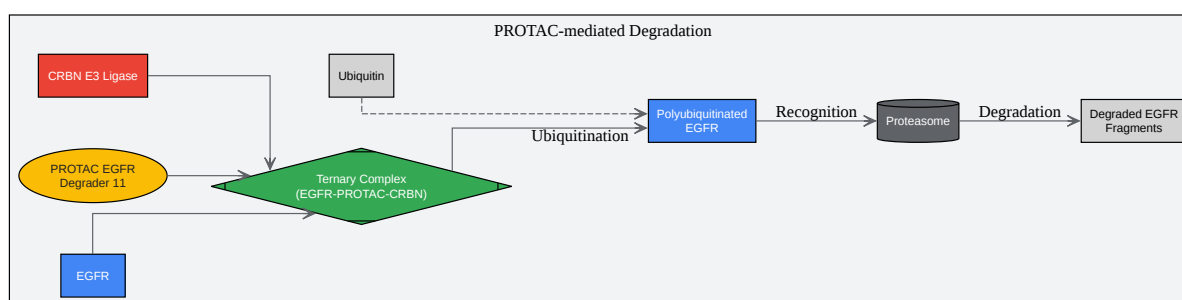 PROTAC-mediated Degradation
CRBN E3 Ligase
Ubiquitin
Polyubiquitinated
EGFR
Recognition
Proteasome
Degradation
Degraded EGFR
Fragments
Ubiquitination
PROTAC EGFR
Degrader 11
Ternary Complex
(EGFR-PROTAC-CRBN)
EGFR